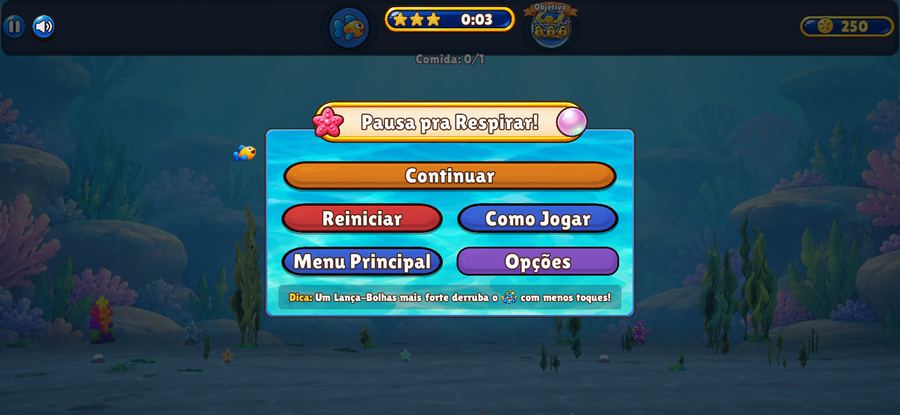 0:03
Objetivo
250
Comida: 0/1
Pausa pra Respirar!
Continuar
Reiniciar
Como Jogar
Menu Principal
Opções
Dica: Um Lança-Bolhas mais forte derruba o com menos toques!